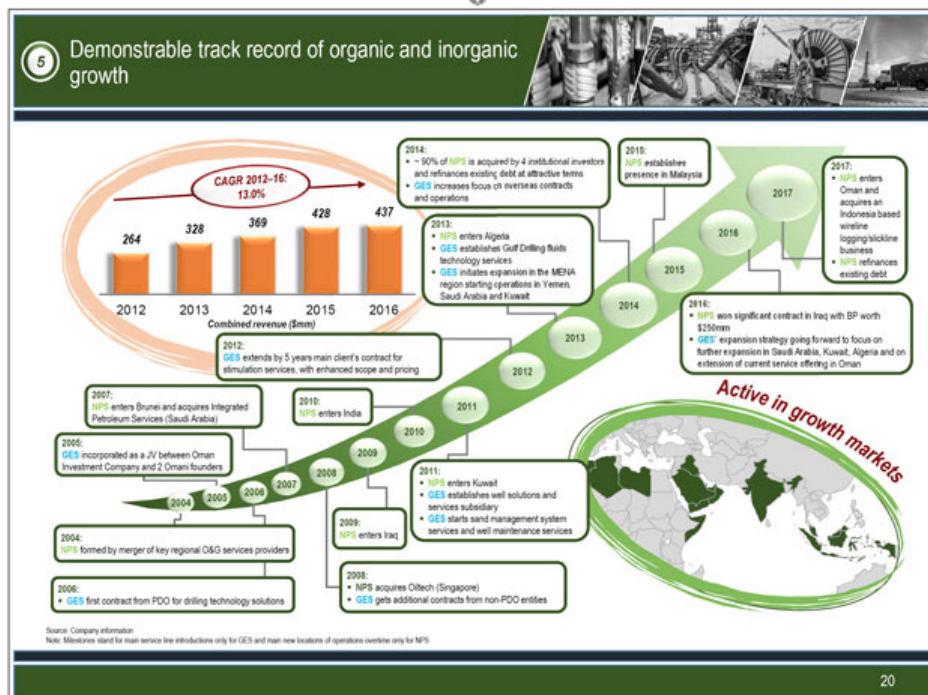 5
Demonstrable track record of organic and inorganic
growth
CAGR 2012–16:
13.0%
264
328
369
428
437
2012
2013
2014
2015
2016
Combined revenue ($mm)
2014:
• ~ 90% of NPS is acquired by 4 institutional investors
and refinances existing debt at attractive terms
• GES increases focus on overseas contracts
and operations
2015:
NPS establishes
presence in Malaysia
2017:
• NPS enters
Oman and
acquires an
Indonesia based
wireline
logging/slickline
business
• NPS refinances
existing debt
2013:
• NPS enters Algeria
• GES establishes Gulf Drilling fluids
technology services
• GES initiates expansion in the MENA
region starting operations in Yemen,
Saudi Arabia and Kuwait
2016:
• NPS won significant contract in Iraq with BP worth
$250mm
• GES' expansion strategy going forward to focus on
further expansion in Saudi Arabia, Kuwait, Algeria and on
extension of current service offering in Oman
2012:
GES extends by 5 years main client's contract for
stimulation services, with enhanced scope and pricing
2007:
NPS enters Brunei and acquires Integrated
Petroleum Services (Saudi Arabia)
2010:
NPS enters India
2005:
GES incorporated as a JV between Oman
Investment Company and 2 Omani founders
2004
2005
2006
2007
2008
2009
2010
2011
2012
2013
2014
2015
2016
2017
2004:
NPS formed by merger of key regional O&G services providers
2009:
NPS enters Iraq
2011:
• NPS enters Kuwait
• GES establishes well solutions and
services subsidiary
• GES starts sand management system
services and well maintenance services
2006:
• GES first contract from PDO for drilling technology solutions
2008:
• NPS acquires Oiltech (Singapore)
• GES gets additional contracts from non-PDO entities
Active in growth markets
Source: Company information
Note: Milestones stand for main service line introductions only for GES and main new locations of operations overtime only for NPS
20